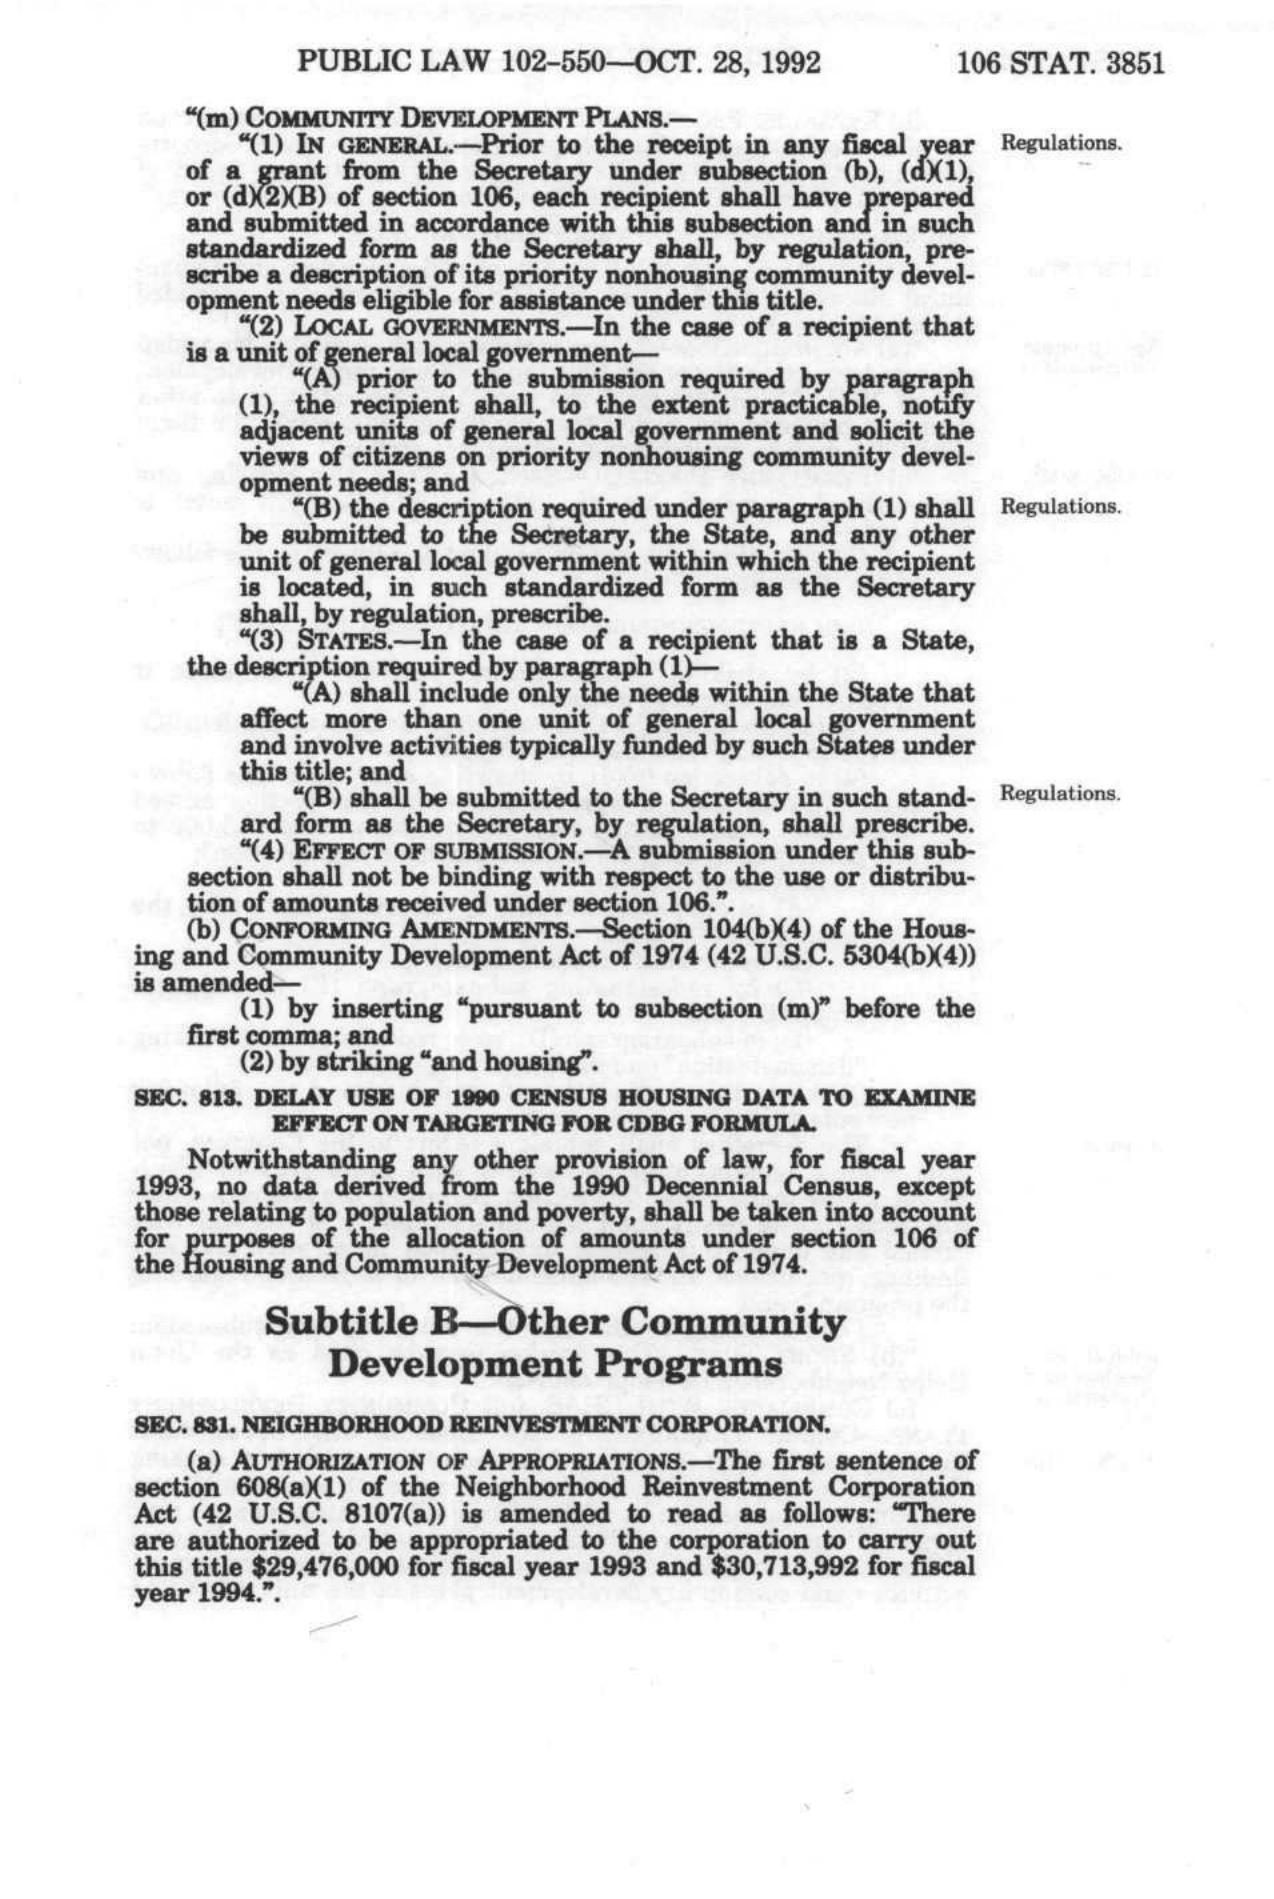 PUBLIC LAW 102-550—OCT. 28, 1992 106 STAT. 3851
“(m) COMMUNITY DEVELOPMENT PLANS.—
“(1) IN GENERAL.—Prior to the receipt in any fiscal year Regulations.
of a grant from the Secretary under subsection (b), (d)(1),
or (d)(2)(B) of section 106, each recipient shall have prepared
and submitted in accordance with this subsection and in such
standardized form as the Secretary shall, by regulation, pre-
scribe a description of its priority nonhousing community devel-
opment needs eligible for assistance under this title.
“(2) LOCAL GOVERNMENTS.—In the case of a recipient that
is a unit of general local government—
“(A) prior to the submission required by paragraph
(1), the recipient shall, to the extent practicable, notify
adjacent units of general local government and solicit the
views of citizens on priority nonhousing community devel-
opment needs; and
“(B) the description required under paragraph (1) shall Regulations.
be submitted to the Secretary, the State, and any other
unit of general local government within which the recipient
is located, in such standardized form as the Secretary
shall, by regulation, prescribe.
“(3) STATES.—In the case of a recipient that is a State,
the description required by paragraph (1)—
“(A) shall include only the needs within the State that
affect more than one unit of general local government
and involve activities typically funded by such States under
this title; and
“(B) shall be submitted to the Secretary in such stand- Regulations.
ard form as the Secretary, by regulation, shall prescribe.
“(4) EFFECT OF SUBMISSION.—A submission under this sub-
section shall not be binding with respect to the use or distribu-
tion of amounts received under section 106.”.
(b) CONFORMING AMENDMENTS.—Section 104(b)(4) of the Hous-
ing and Community Development Act of 1974 (42 U.S.C. 5304(b)(4))
is amended—
(1) by inserting “pursuant to subsection (m)” before the
first comma; and
(2) by striking “and housing”.
SEC. 813. DELAY USE OF 1990 CENSUS HOUSING DATA TO EXAMINE
EFFECT ON TARGETING FOR CDBG FORMULA.
Notwithstanding any other provision of law, for fiscal year
1993, no data derived from the 1990 Decennial Census, except
those relating to population and poverty, shall be taken into account
for purposes of the allocation of amounts under section 106 of
the Housing and Community Development Act of 1974.
Subtitle B—Other Community
Development Programs
SEC. 831. NEIGHBORHOOD REINVESTMENT CORPORATION.
(a) AUTHORIZATION OF APPROPRIATIONS.—The first sentence of
section 608(a)(1) of the Neighborhood Reinvestment Corporation
Act (42 U.S.C. 8107(a)) is amended to read as follows: “There
are authorized to be appropriated to the corporation to carry out
this title $29,476,000 for fiscal year 1993 and $30,713,992 for fiscal
year 1994.”.